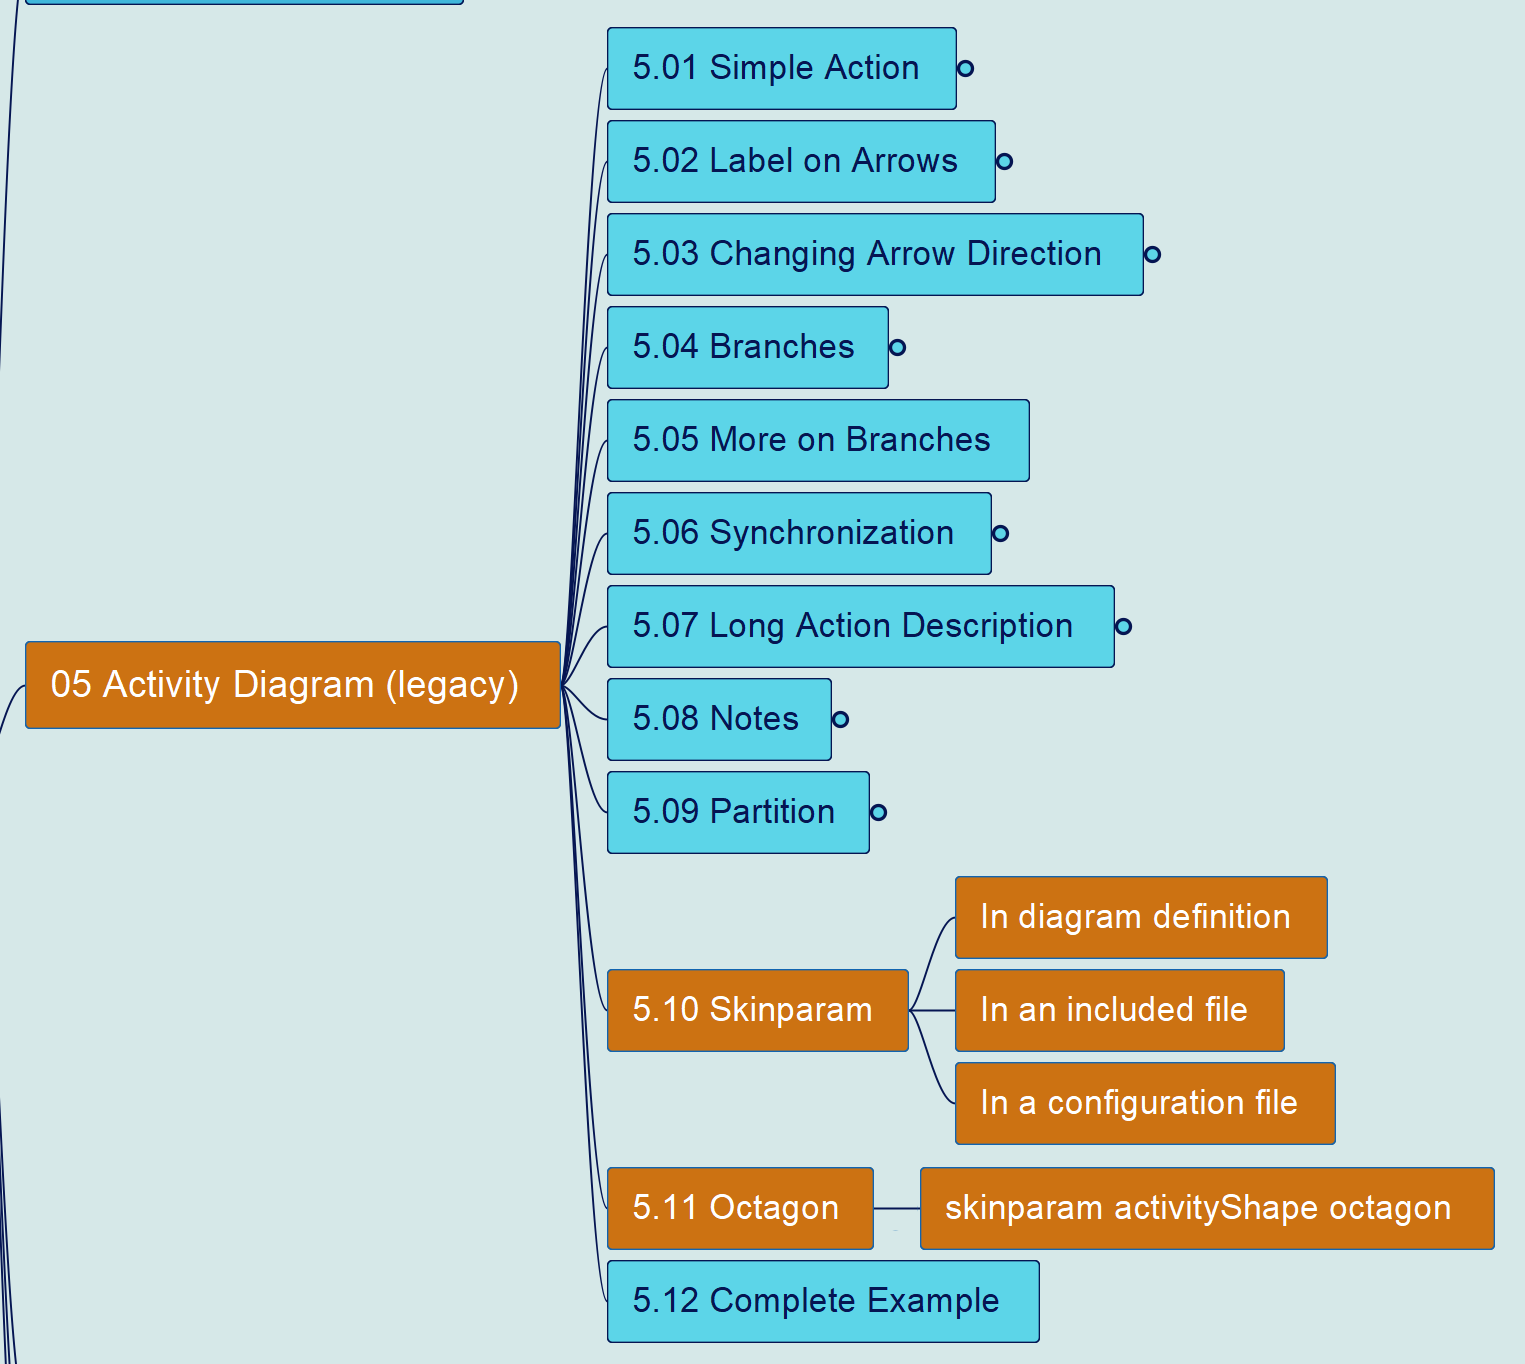 5.01 Simple Action
5.02 Label on Arrows
5.03 Changing Arrow Direction
5.04 Branches
5.05 More on Branches
5.06 Synchronization
5.07 Long Action Description
05 Activity Diagram (legacy)
5.08 Notes
5.09 Partition
In diagram definition
5.10 Skinparam
In an included file
In a configuration file
5.11 Octagon
skinparam activityShape octagon
5.12 Complete Example